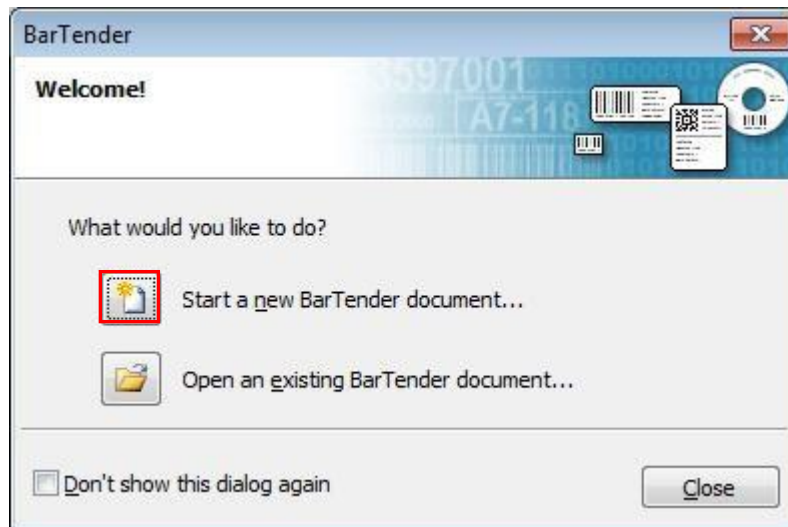 BarTender
Welcome!
3597001
A7-118
What would you like to do?
Start a new BarTender document...
Open an existing BarTender document...
Don't show this dialog again
Close